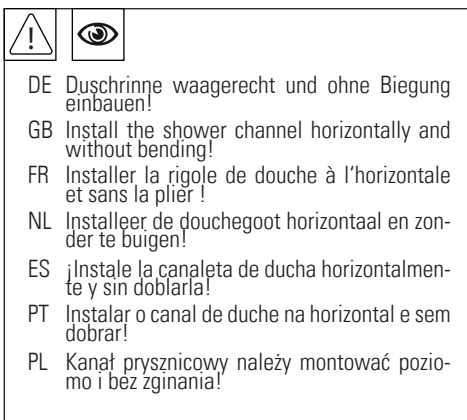 DE Duschrinne waagerecht und ohne Biegung
einbauen!
GB Install the shower channel horizontally and
without bending!
FR Installer la rigole de douche à l'horizontale
et sans la plier !
NL Installeer de douchegoot horizontaal en zon-
der te buigen!
ES ¡Instale la canaleta de ducha horizontalmen-
te y sin doblarla!
PT Instalar o canal de duche na horizontal e sem
dobrar!
PL Kanał prysznicowy należy montować pozio-
mo i bez zginania!